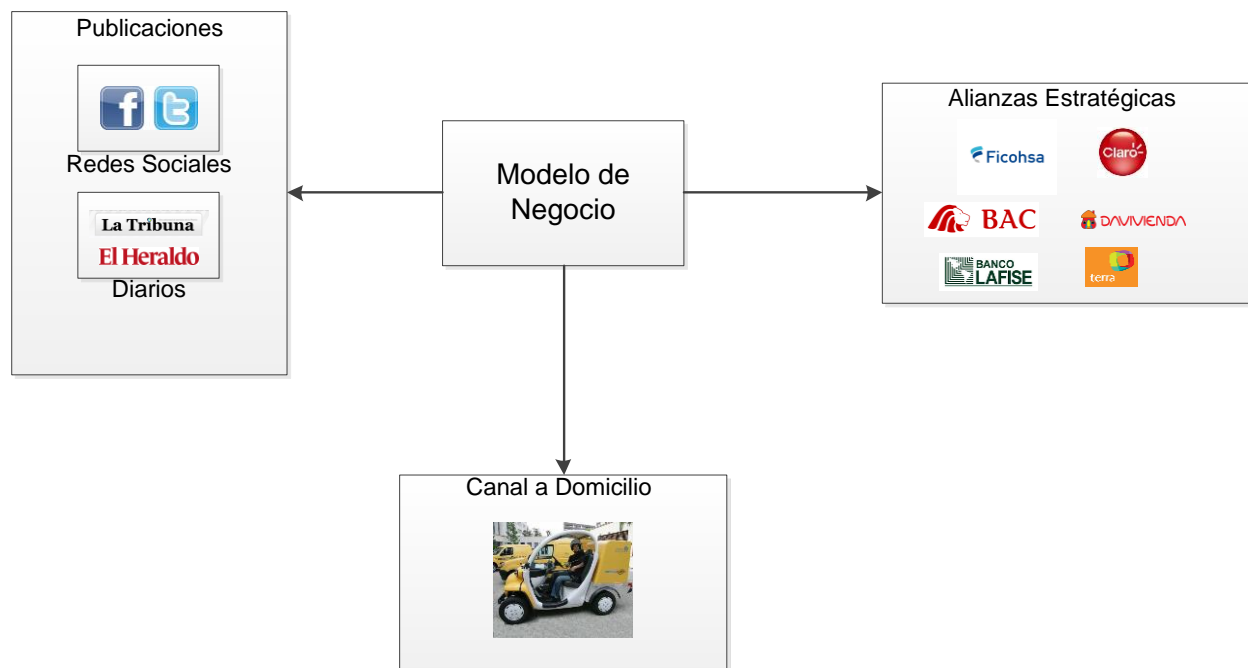 Publicaciones
f t
Redes Sociales
La Tribuna
El Heraldo
Diarios
Modelo de
Negocio
Alianzas Estratégicas
Ficohsa
Claro
BAC
DAVIVIENDA
BANCO
LAFISE
terra
Canal a Domicilio